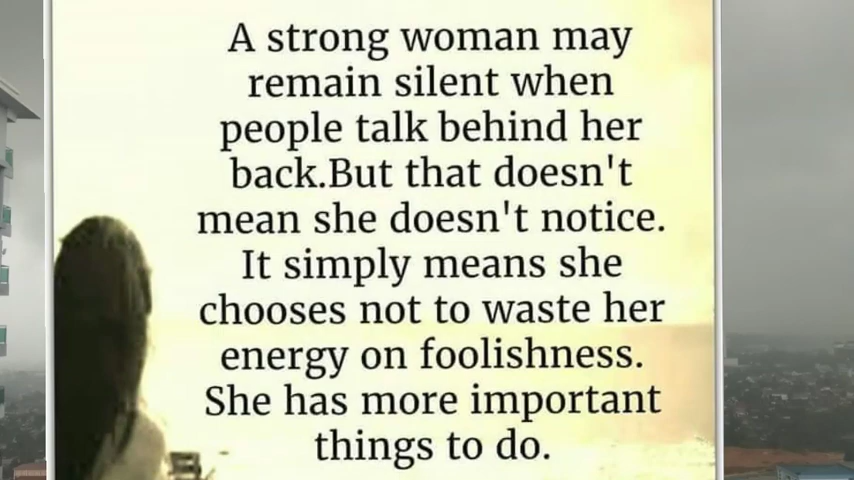 A strong woman may
remain silent when
people talk behind her
back.But that doesn't
mean she doesn't notice.
It simply means she
chooses not to waste her
energy on foolishness.
She has more important
things to do.